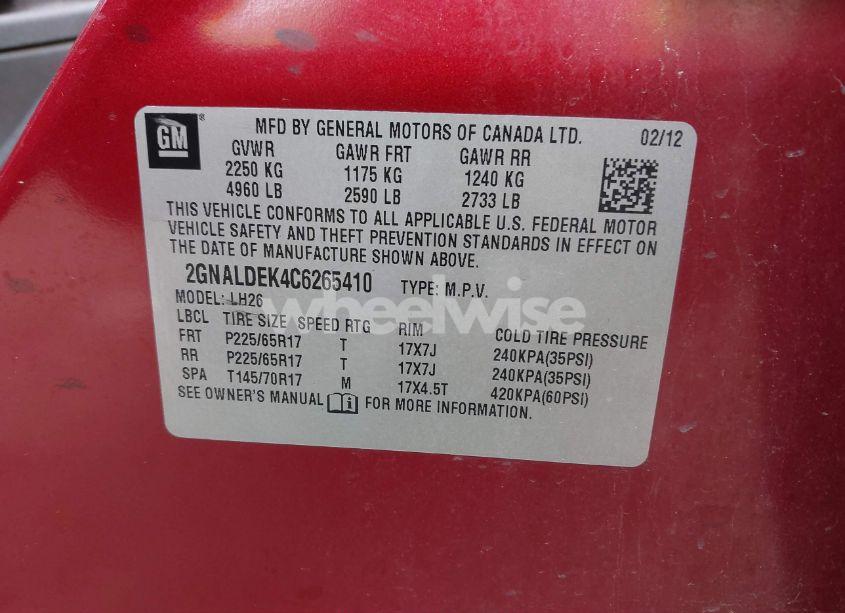 GM ®
MFD BY GENERAL MOTORS OF CANADA LTD. 02/12
GVWR GAWR FRT GAWR RR
2250 KG 1175 KG 1240 KG
4960 LB 2590 LB 2733 LB
THIS VEHICLE CONFORMS TO ALL APPLICABLE U.S. FEDERAL MOTOR
VEHICLE SAFETY AND THEFT PREVENTION STANDARDS IN EFFECT ON
THE DATE OF MANUFACTURE SHOWN ABOVE.
2GNALDEK4C6265410 TYPE: M.P.V.
MODEL: LH26
wheelwise
LBCL TIRE SIZE SPEED RTG RIM COLD TIRE PRESSURE
FRT P225/65R17 T 17X7J 240KPA(35PSI)
RR P225/65R17 T 17X7J 240KPA(35PSI)
SPA T145/70R17 M 17X4.5T 420KPA(60PSI)
SEE OWNER'S MANUAL i FOR MORE INFORMATION.